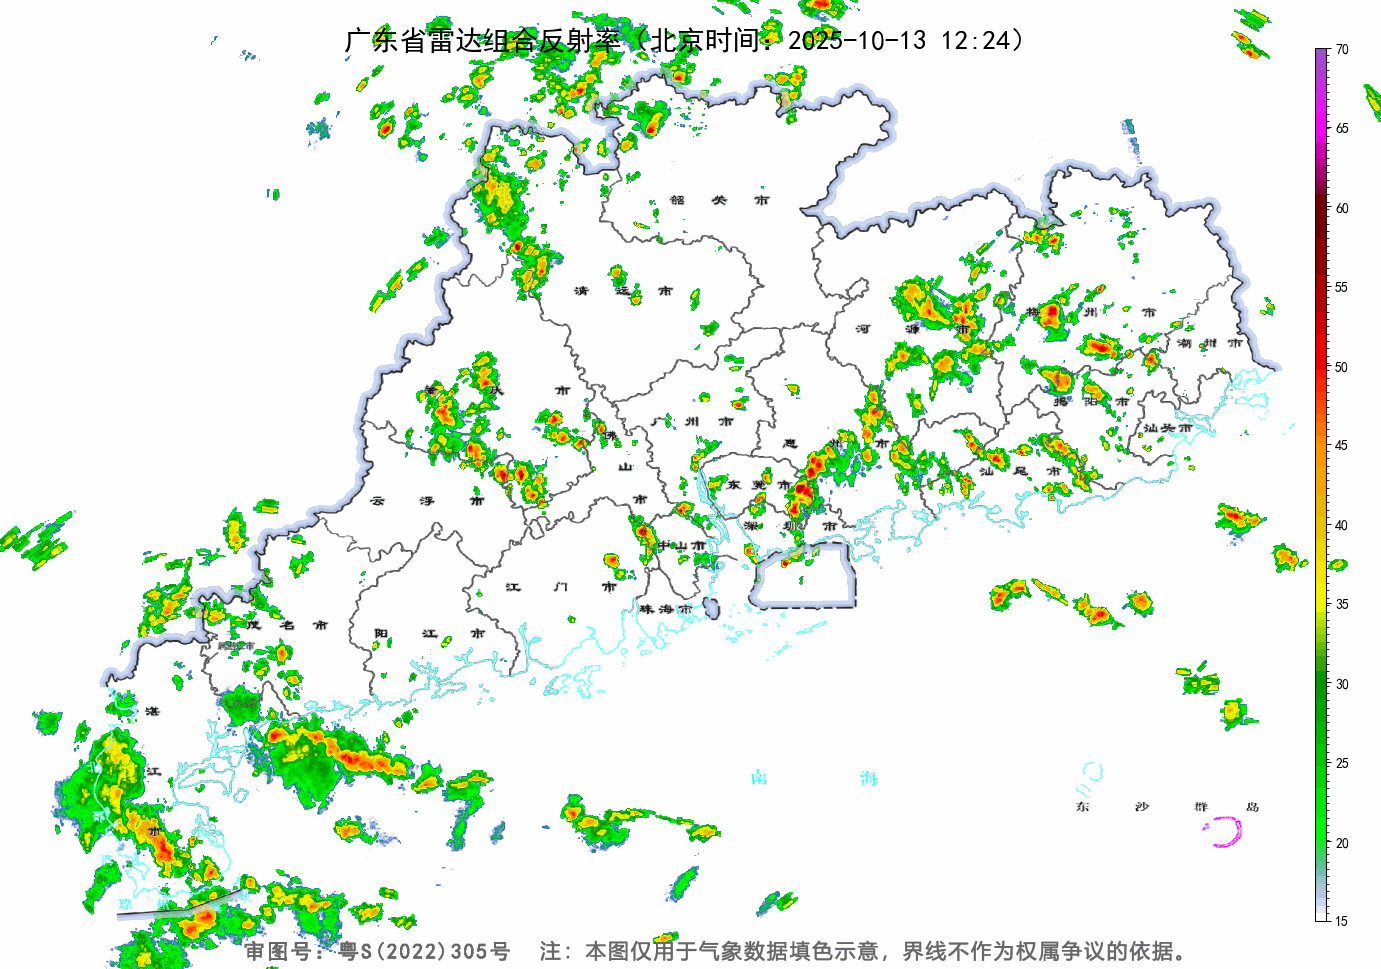 广东省雷达组合反射率（北京时间：2025-10-13 12:24）
70
65
60
55
50
45
40
35
30
25
20
15
韶关市
清远市
河源市
梅州市
潮州市
肇庆市
广州市
惠州市
揭阳市
汕头市
佛山市
云浮市
东莞市
汕尾市
深圳市
中山市
江门市
珠海市
茂名市
阳江市
湛江市
南海
东沙群岛
琼州海峡
审图号：粤S(2022)305号 注：本图仅用于气象数据填色示意，界线不作为权属争议的依据。